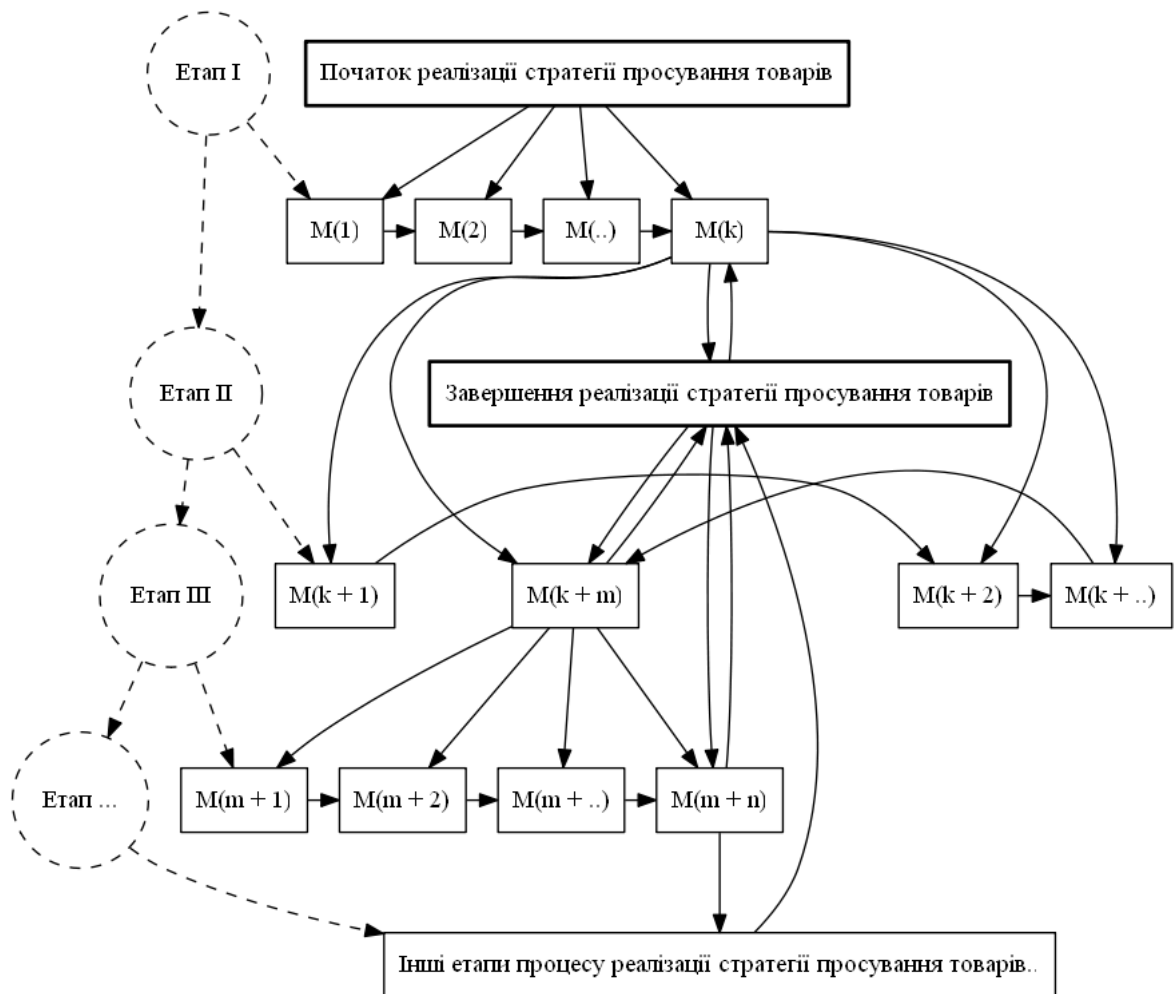 Етап I
Початок реалізації стратегії просування товарів
М(1)
М(2)
М(..)
М(k)
Етап II
Завершення реалізації стратегії просування товарів
Етап III
М(k + 1)
М(k + m)
М(k + 2)
М(k + ..)
Етап ...
М(m + 1)
М(m + 2)
М(m + ..)
М(m + n)
Інші етапи процесу реалізації стратегії просування товарів..